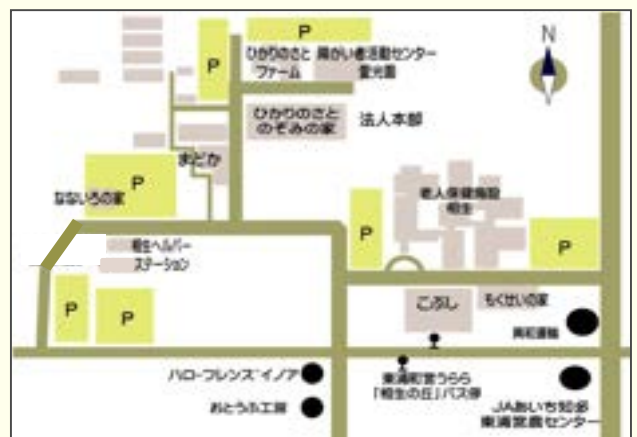 P
N
ひかりのさと 障がい者活動センター
ファーム 愛光園
P
ひかりのさと
のぞみの家
法人本部
まどか
P
なないろの家
老人保健施設
相生
P
P
相生ヘルパー
ステーション
P
P
こぶし
もくせいの家
ハローフレンズ イノア
東浦町営うらら
「相生の丘」バス停
おとうふ工房
JAあいち知多
東浦営農センター